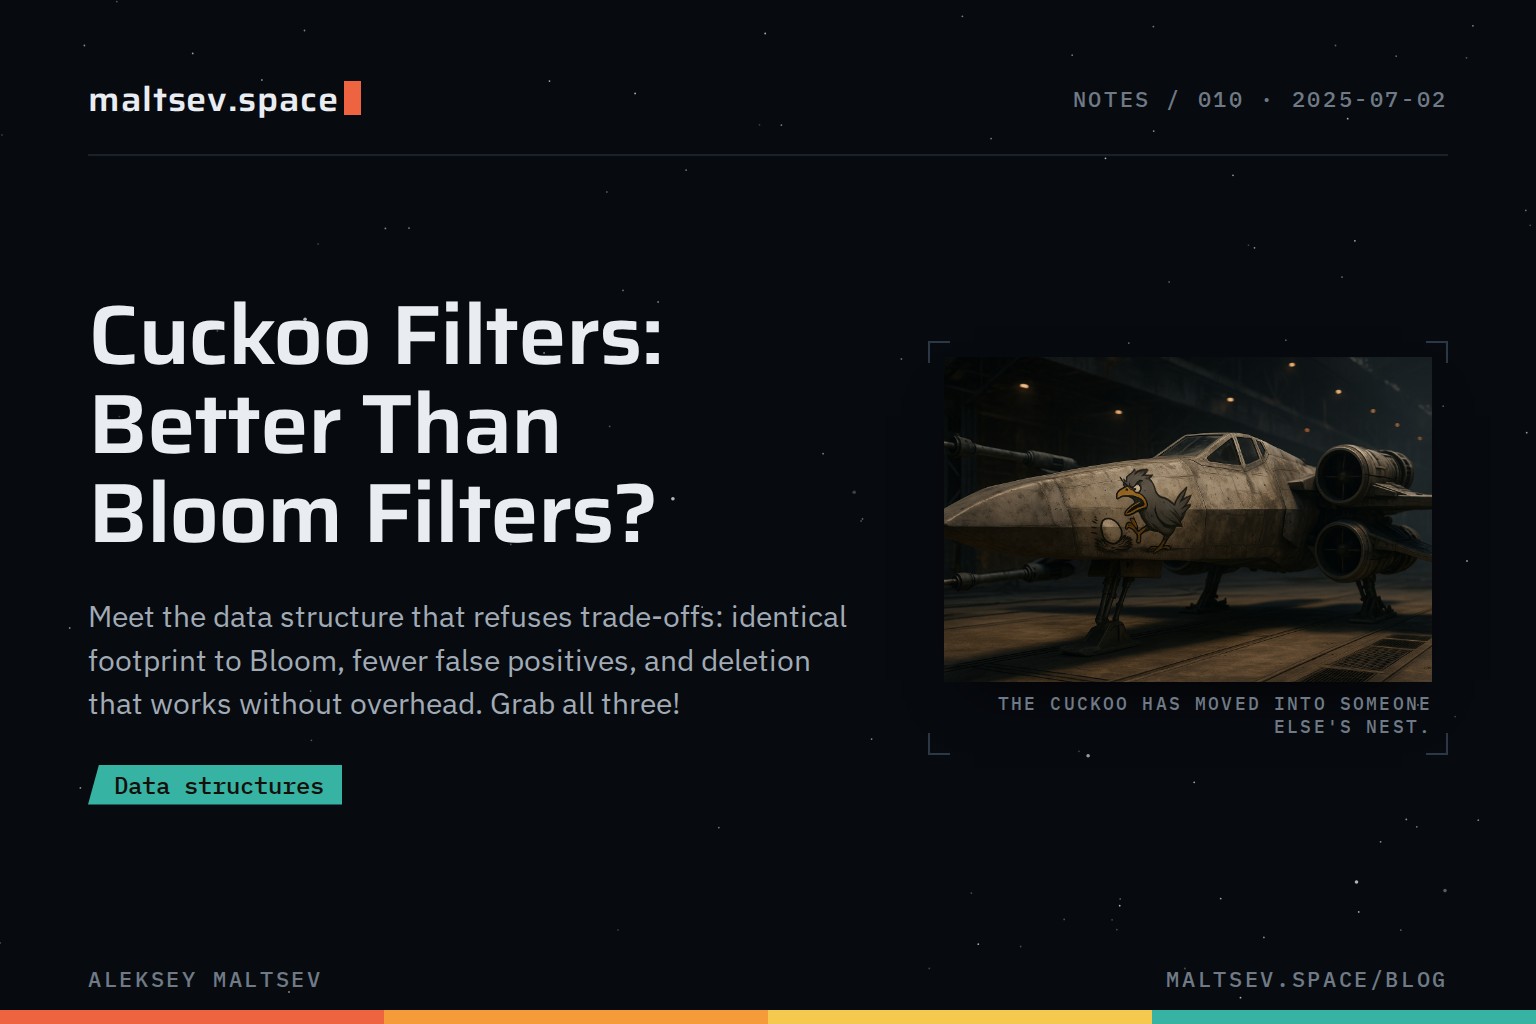 maltsev.space
NOTES / 010 · 2025-07-02
Cuckoo Filters:
Better Than
Bloom Filters?
Meet the data structure that refuses trade-offs: identical
footprint to Bloom, fewer false positives, and deletion
that works without overhead. Grab all three!
Data structures
THE CUCKOO HAS MOVED INTO SOMEONE
ELSE'S NEST.
ALEKSEY MALTSEV
MALTSEV.SPACE/BLOG